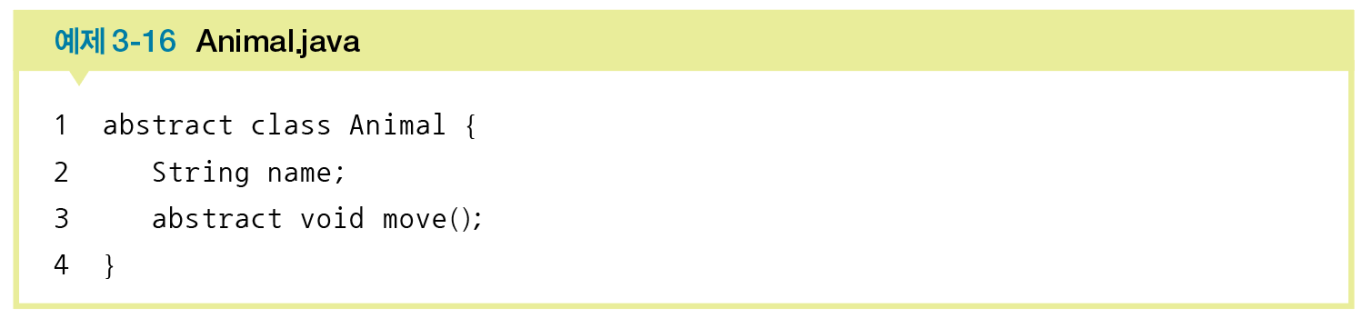 예제 3-16 Animal.java
1 abstract class Animal {
2 String name;
3 abstract void move();
4 }